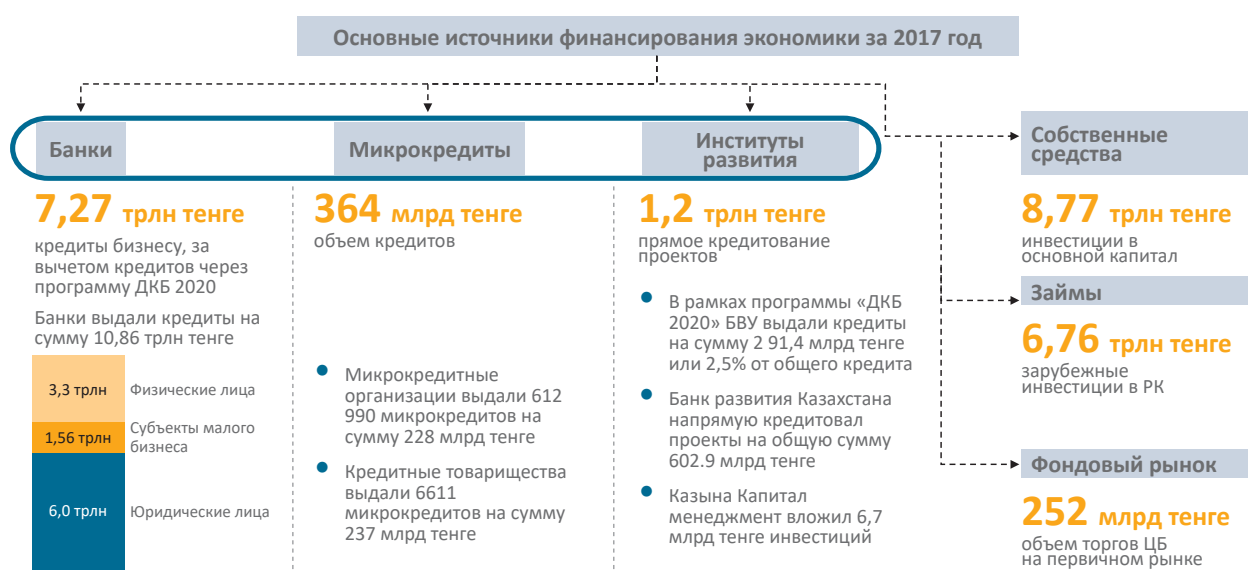 Основные источники финансирования экономики за 2017 год
Банки
7,27 трлн тенге
кредиты бизнесу, за
вычетом кредитов через
программу ДКБ 2020
Банки выдали кредиты на
сумму 10,86 трлн тенге
3,3 трлн Физические лица
1,56 трлн Субъекты малого
бизнеса
6,0 трлн Юридические лица
Микрокредиты
364 млрд тенге
объем кредитов
Микрокредитные
организации выдали 612
990 микрокредитов на
сумму 228 млрд тенге
Кредитные товарищества
выдали 6611
микрокредитов на сумму
237 млрд тенге
Институты
развития
1,2 трлн тенге
прямое кредитование
проектов
В рамках программы «ДКБ
2020» БВУ выдали кредиты
на сумму 2 91,4 млрд тенге
или 2,5% от общего кредита
Банк развития Казахстана
напрямую кредитовал
проекты на общую сумму
602.9 млрд тенге
Казына Капитал
менеджмент вложил 6,7
млрд тенге инвестиций
Собственные
средства
8,77 трлн тенге
инвестиции в
основной капитал
Займы
6,76 трлн тенге
зарубежные
инвестиции в РК
Фондовый рынок
252 млрд тенге
объем торгов ЦБ
на первичном рынке